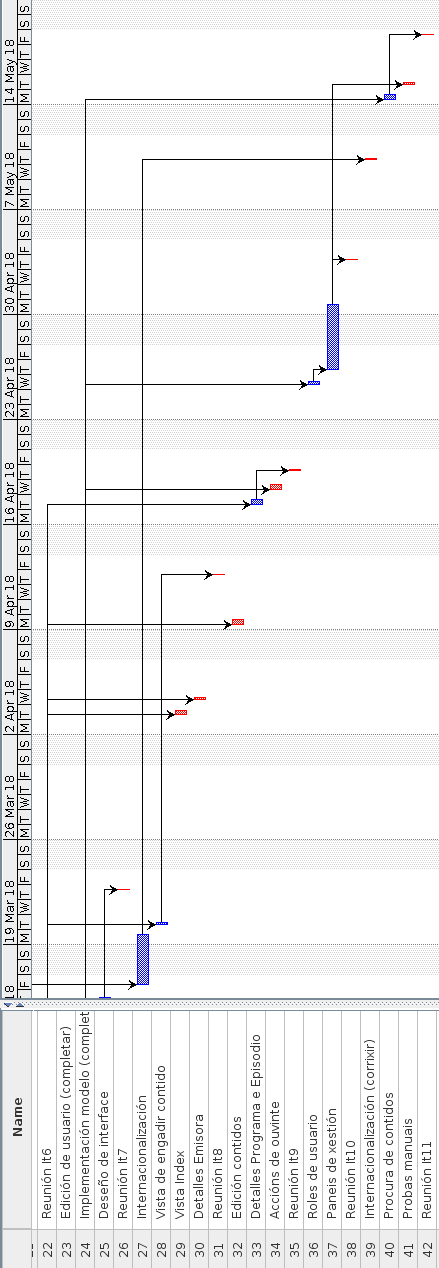 Name
22 Reunión It6
23 Edición de usuario (completar)
24 Implementación modelo (complet
25 Deseño de interface
26 Reunión It7
27 Internacionalización
28 Vista de engadir contido
29 Vista Index
30 Detalles Emisora
31 Reunión It8
32 Edición contidos
33 Detalles Programa e Episodio
34 Accións de ouvinte
35 Reunión It9
36 Roles de usuario
37 Paneis de xestión
38 Reunión It10
39 Internacionalización (corrixir)
40 Procura de contidos
41 Probas manuais
42 Reunión It11
18 19 Mar 18 26 Mar 18 2 Apr 18 9 Apr 18 16 Apr 18 23 Apr 18 30 Apr 18 7 May 18 14 May 18
F S S M T W T F S S M T W T F S S M T W T F S S M T W T F S S M T W T F S S M T W T F S S M T W T F S S M T W T F S S M T W T F S S